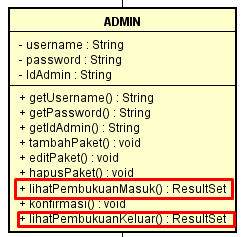 ADMIN
- username : String
- password : String
- IdAdmin : String
+ getUsername() : String
+ getPassword() : String
+ getIdAdmin() : String
+ tambahPaket() : void
+ editPaket() : void
+ hapusPaket() : void
+ lihatPembukuanMasuk() : ResultSet
+ konfirmasi() : void
+ lihatPembukuanKeluar() : ResultSet